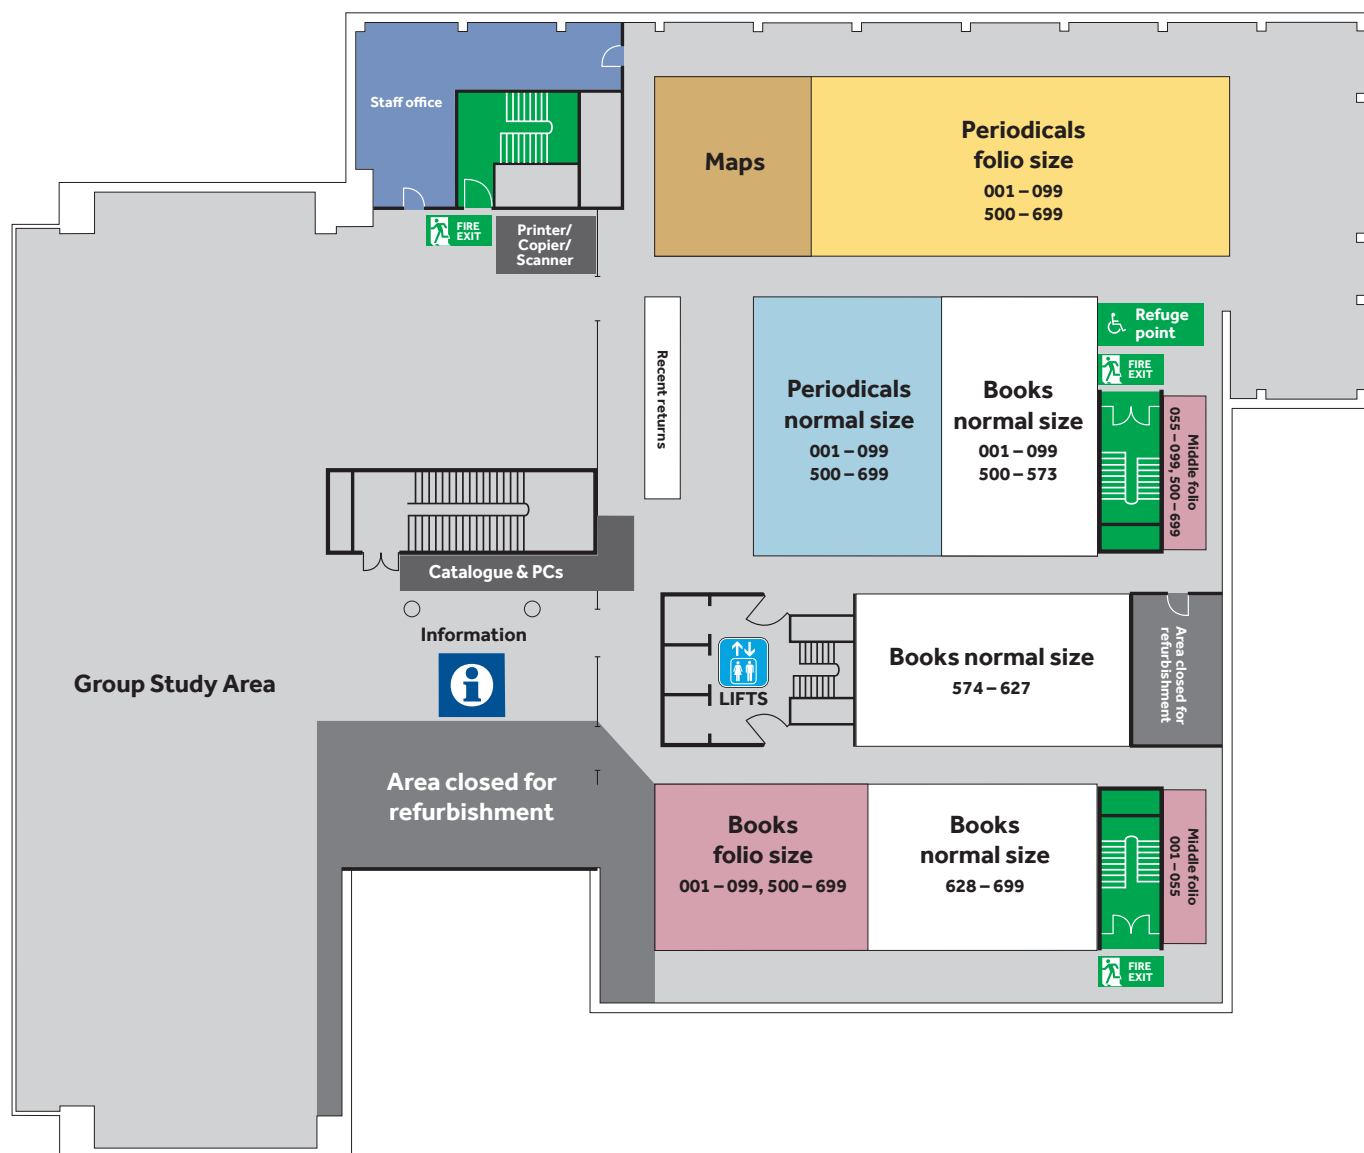 Staff office
FIRE
EXIT
Printer/
Copier/
Scanner
Maps
Periodicals
folio size
001 – 099
500 – 699
Recent returns
Periodicals
normal size
001 – 099
500 – 699
Books
normal size
001 – 099
500 – 573
Refuge
point
FIRE
EXIT
Middle folio
055 – 099, 500 – 699
Catalogue & PCs
Information
i
Group Study Area
LIFTS
Books normal size
574 – 627
Area closed for
refurbishment
Area closed for
refurbishment
Books
folio size
001 – 099, 500 – 699
Books
normal size
628 – 699
Middle folio
001 – 055
FIRE
EXIT